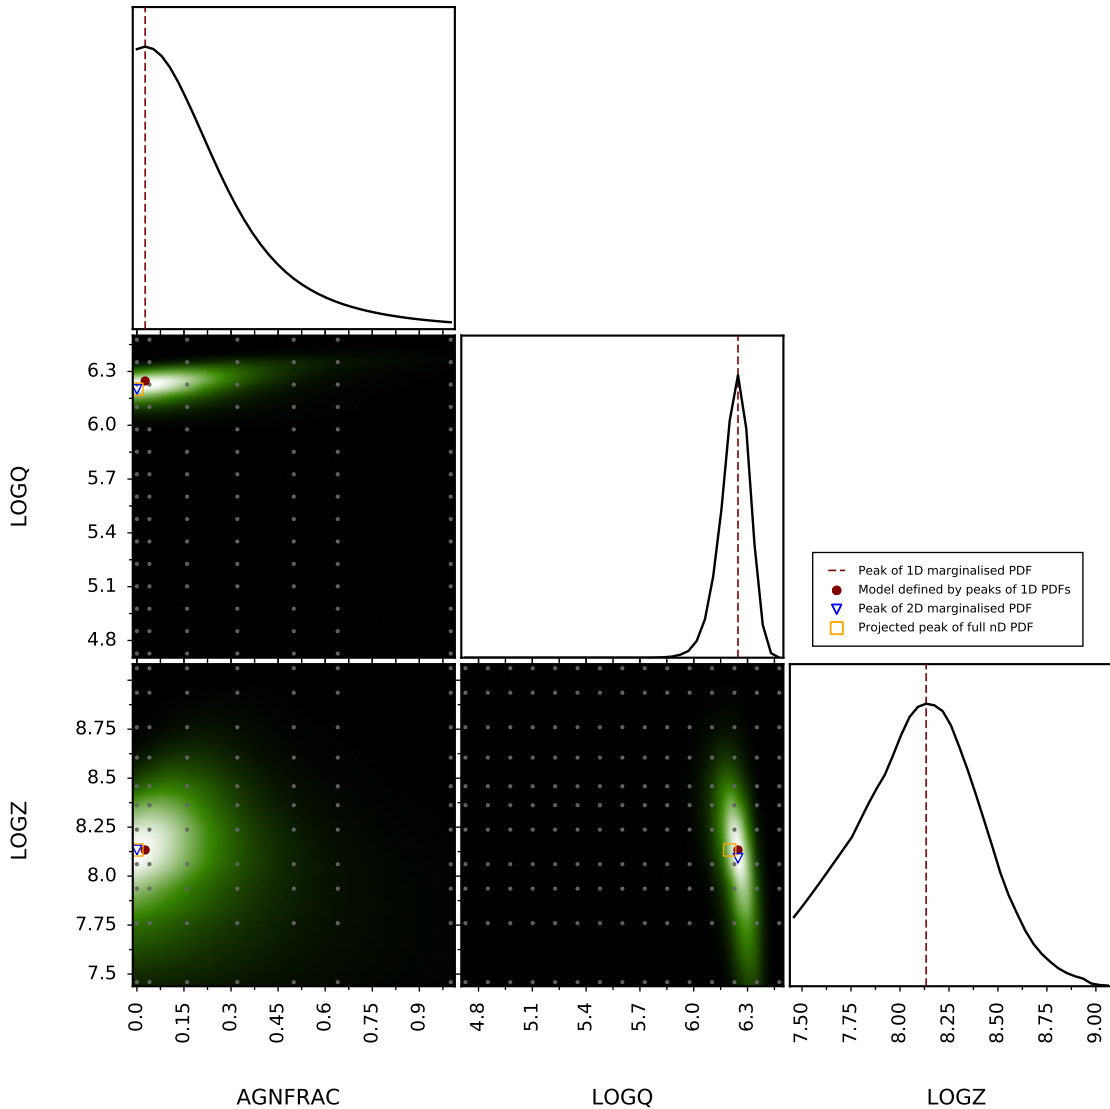 6.3
6.0
5.7
5.4
5.1
4.8
LOGQ
Peak of 1D marginalised PDF
Model defined by peaks of 1D PDFs
Peak of 2D marginalised PDF
Projected peak of full nD PDF
8.75
8.5
8.25
8.0
7.75
7.5
LOGZ
0.0 0.15 0.3 0.45 0.6 0.75 0.9
4.8 5.1 5.4 5.7 6.0 6.3
7.50 7.75 8.00 8.25 8.50 8.75 9.00
AGNFRAC LOGQ LOGZ